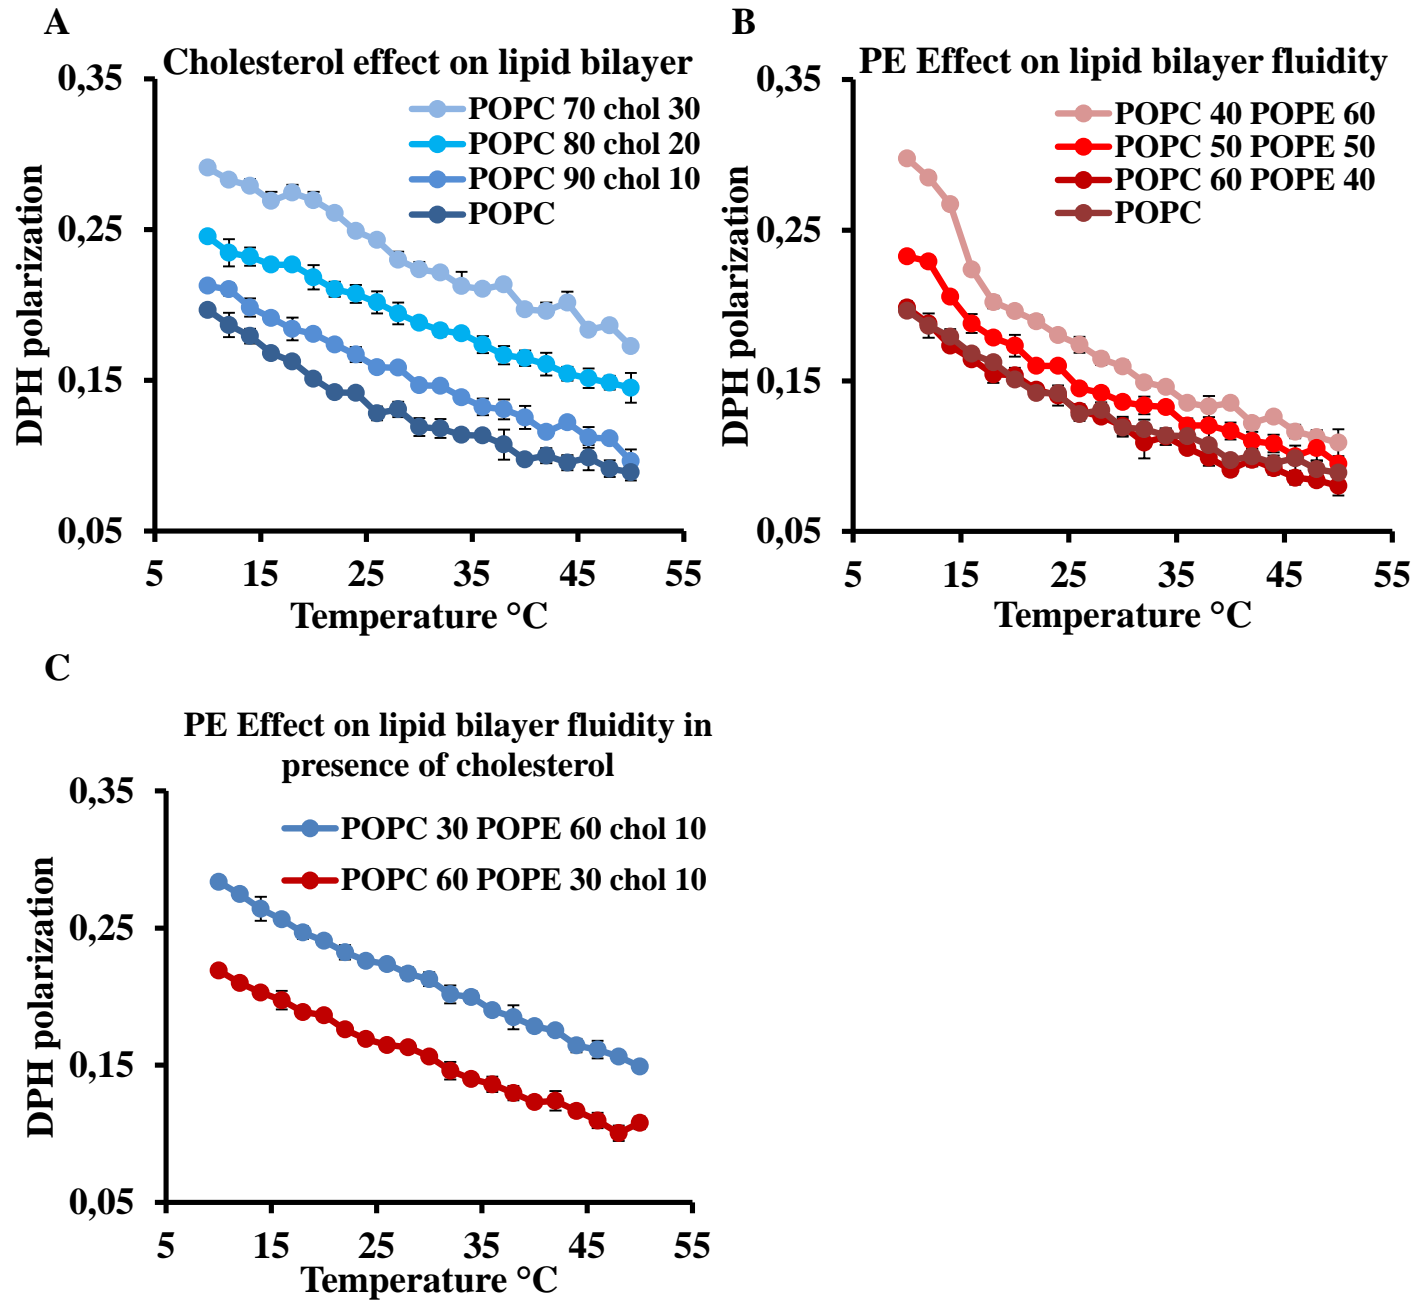 A
Cholesterol effect on lipid bilayer
0,35
0,25
0,15
0,05
DPH polarization
POPC 70 chol 30
POPC 80 chol 20
POPC 90 chol 10
POPC
5 15 25 35 45 55
Temperature °C
B
PE Effect on lipid bilayer fluidity
0,35
0,25
0,15
0,05
DPH polarization
POPC 40 POPE 60
POPC 50 POPE 50
POPC 60 POPE 40
POPC
5 15 25 35 45 55
Temperature °C
C
PE Effect on lipid bilayer fluidity in
presence of cholesterol
0,35
0,25
0,15
0,05
DPH polarization
POPC 30 POPE 60 chol 10
POPC 60 POPE 30 chol 10
5 15 25 35 45 55
Temperature °C